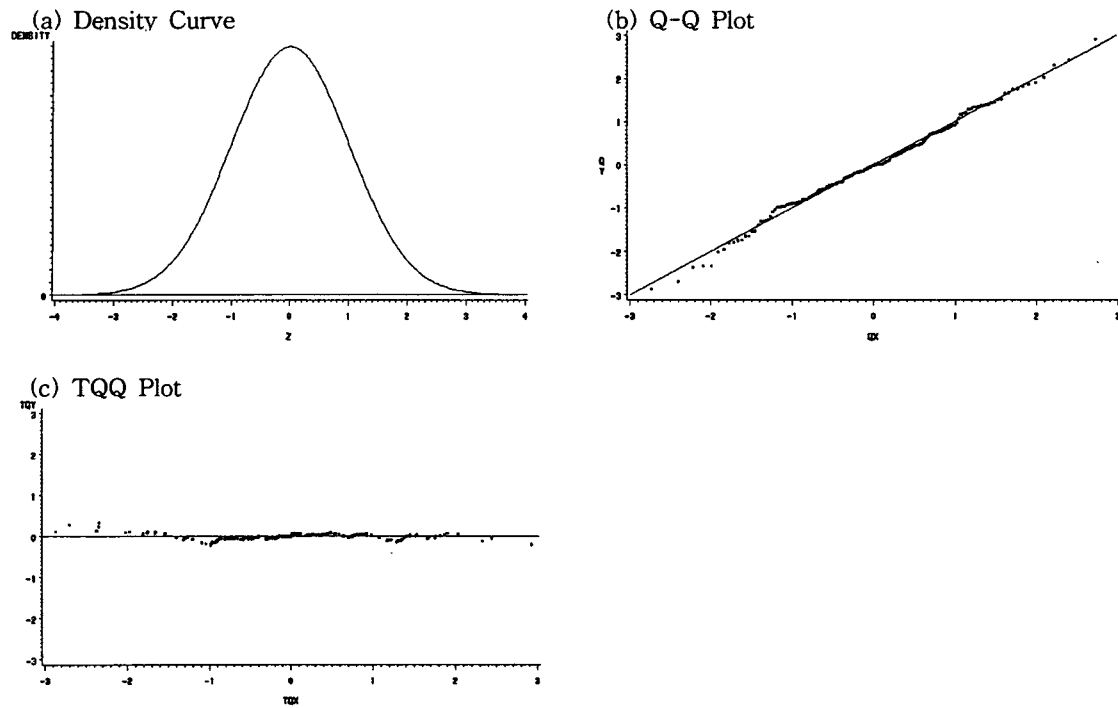 (a) Density Curve
DENSITY
0
-4 -3 -2 -1 0 1 2 3 4
Z
(b) Q-Q Plot
3
2
1
0
-1
-2
-3
Q
Y
-3 -2 -1 0 1 2 3
QX
(c) TQQ Plot
TQY
3
2
1
0
-1
-2
-3
-3 -2 -1 0 1 2 3
TQX